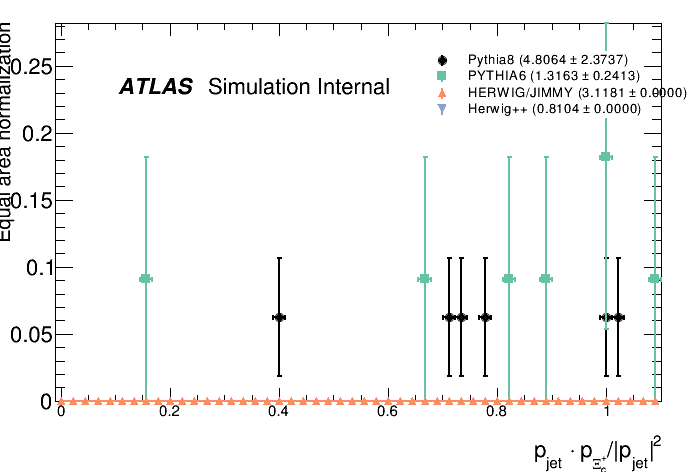 Equal area normalization
ATLAS Simulation Internal
Pythia8 (4.8064 ± 2.3737)
PYTHIA6 (1.3163 ± 0.2413)
HERWIG/JIMMY (3.1181 ± 0.0000)
Herwig++ (0.8104 ± 0.0000)
0.25
0.2
0.15
0.1
0.05
0
0 0.2 0.4 0.6 0.8 1
p_jet · p_Ξ_c^+/|p_jet|^2